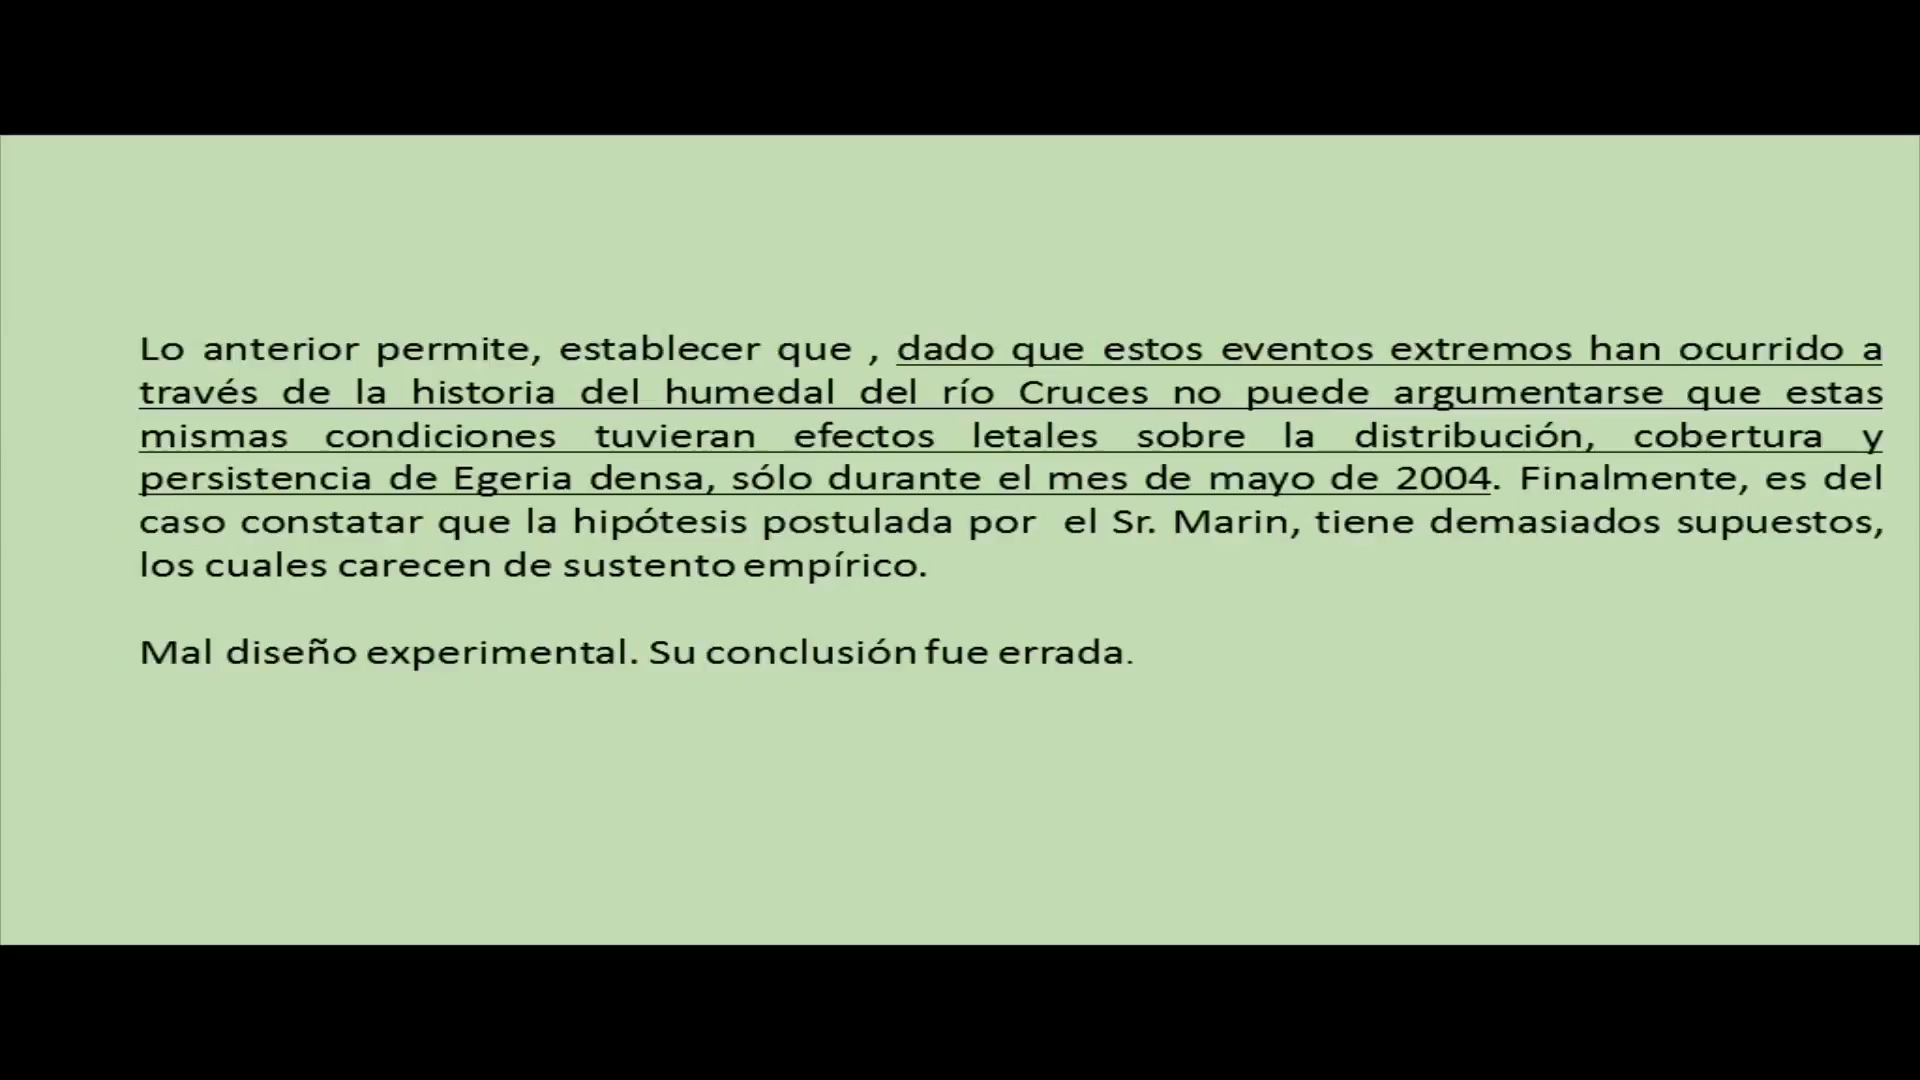 Lo anterior permite, establecer que , dado que estos eventos extremos han ocurrido a
través de la historia del humedal del río Cruces no puede argumentarse que estas
mismas condiciones tuvieran efectos letales sobre la distribución, cobertura y
persistencia de Egeria densa, sólo durante el mes de mayo de 2004. Finalmente, es del
caso constatar que la hipótesis postulada por el Sr. Marin, tiene demasiados supuestos,
los cuales carecen de sustento empírico.
Mal diseño experimental. Su conclusión fue errada.